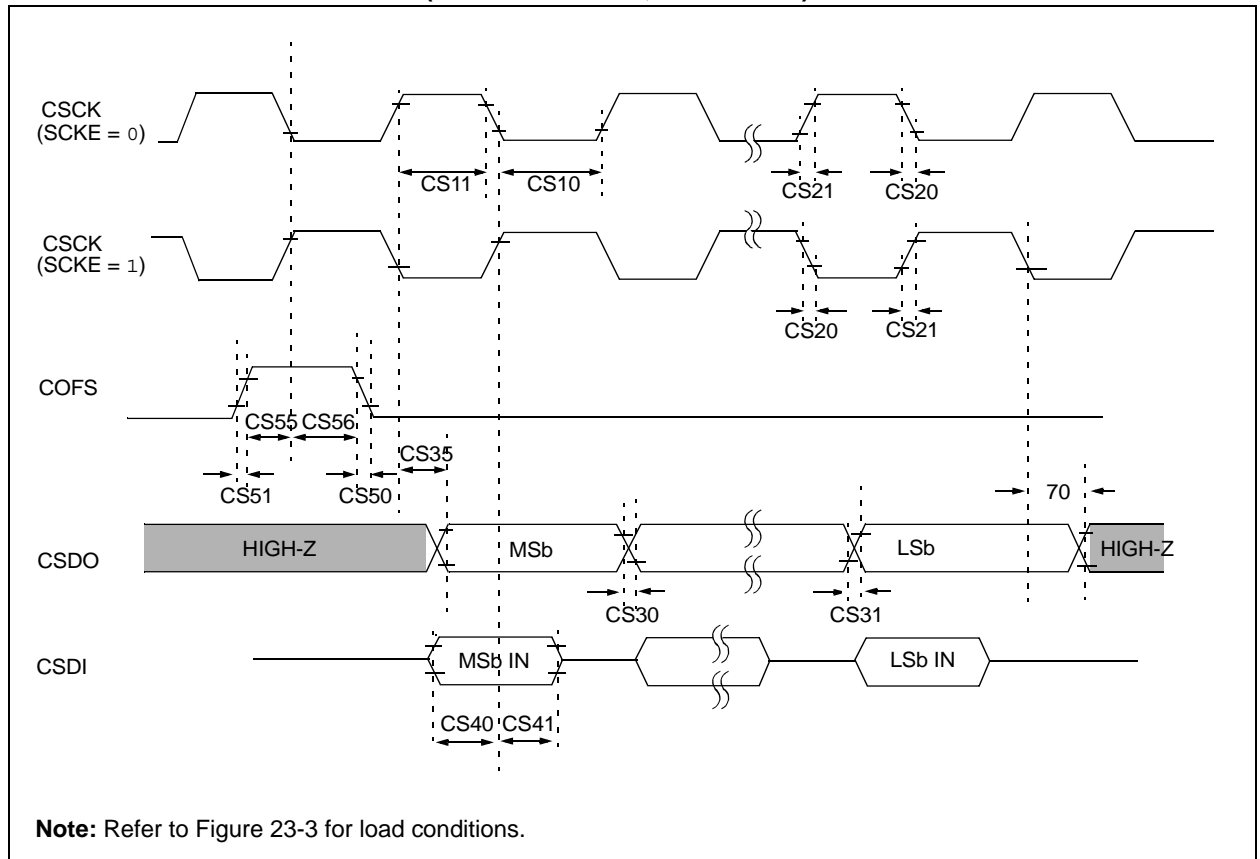 CSCK
(SCKE = 0)
CS11
CS10
CS21
CS20
CSCK
(SCKE = 1)
CS20
CS21
COFS
CS55
CS56
CS35
CS51
CS50
70
CSDO
HIGH-Z
MSb
LSb
HIGH-Z
CS30
CS31
CSDI
MSb IN
LSb IN
CS40
CS41
Note: Refer to Figure 23-3 for load conditions.